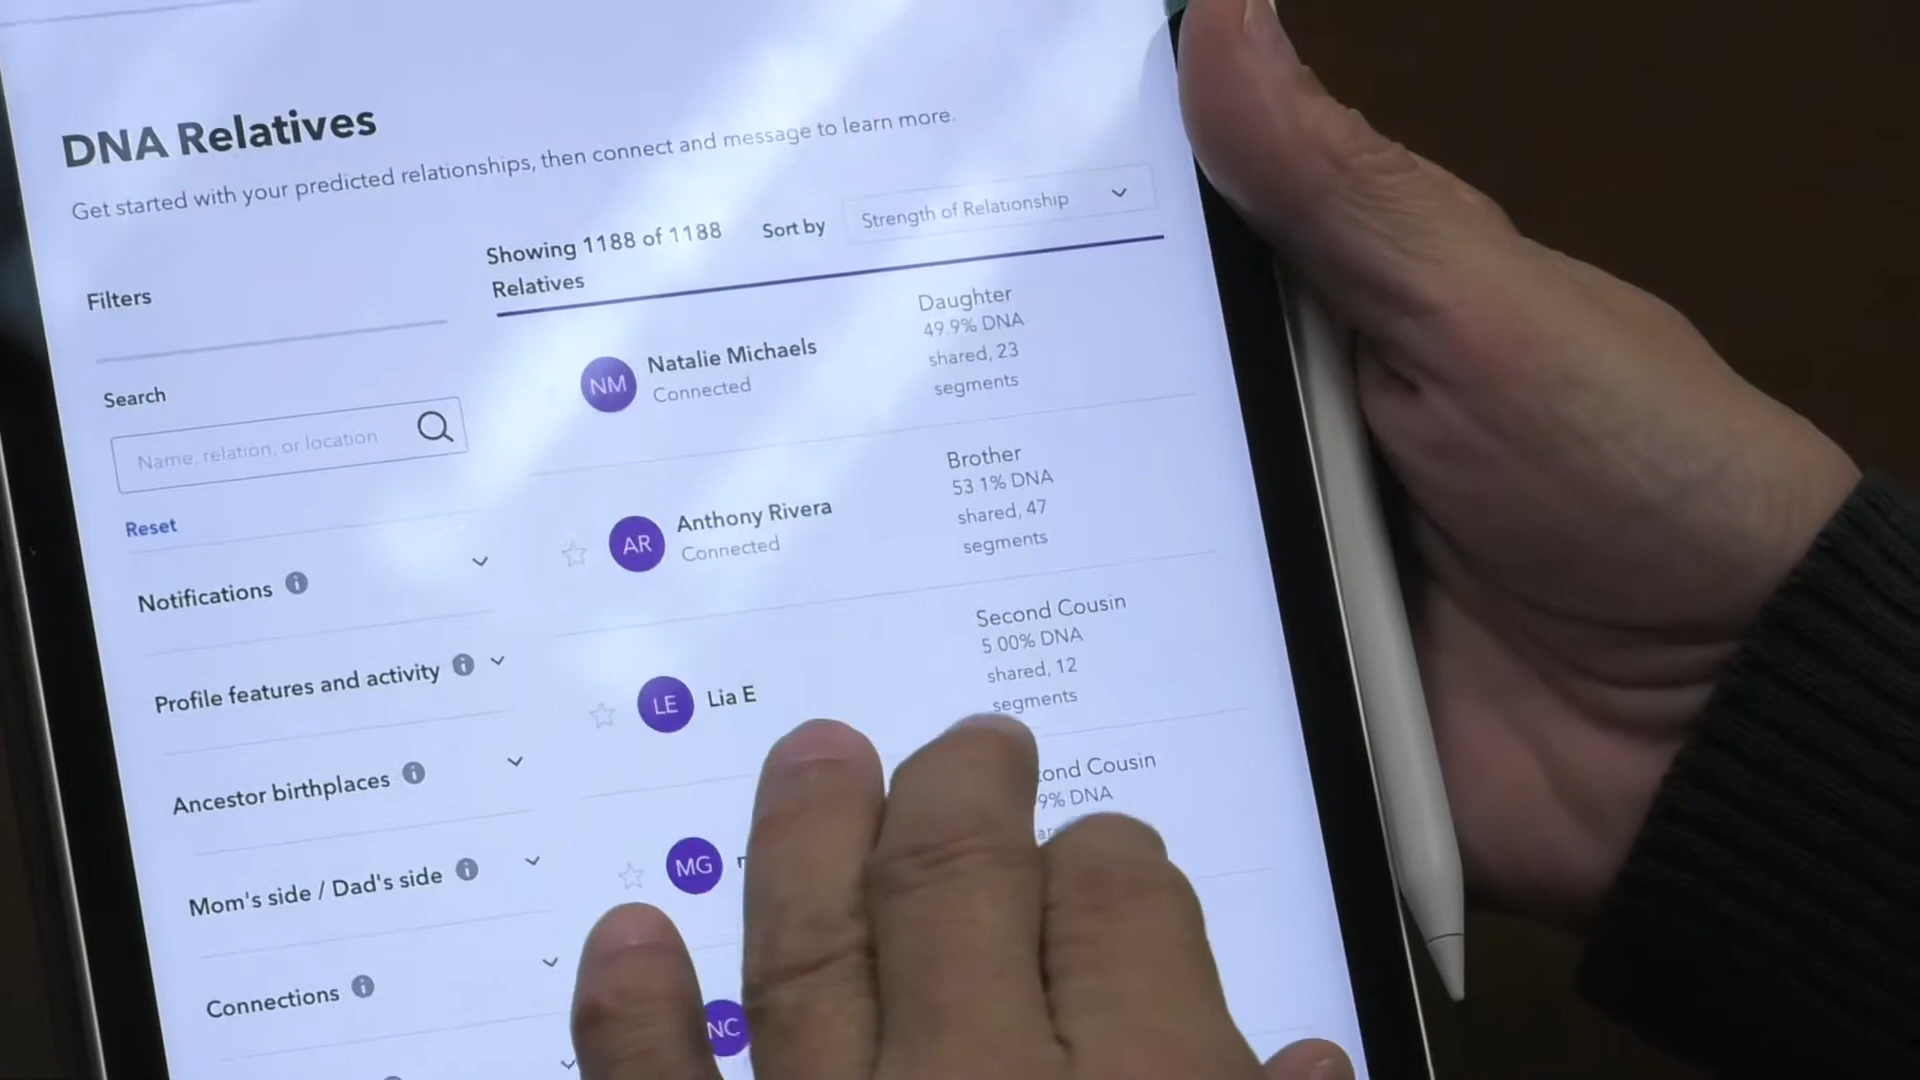 DNA Relatives
Get started with your predicted relationships, then connect and message to learn more.
Showing 1188 of 1188
Relatives
Sort by
Strength of Relationship
Filters
Search
Name, relation, or location
Reset
Notifications
Profile features and activity
Ancestor birthplaces
Mom's side / Dad's side
Connections
NM
Natalie Michaels
Connected
Daughter
49.9% DNA
shared, 23
segments
AR
Anthony Rivera
Connected
Brother
53.1% DNA
shared, 47
segments
LE
Lia E
Second Cousin
5.00% DNA
shared, 12
segments
MG
Cousin
9% DNA
NC